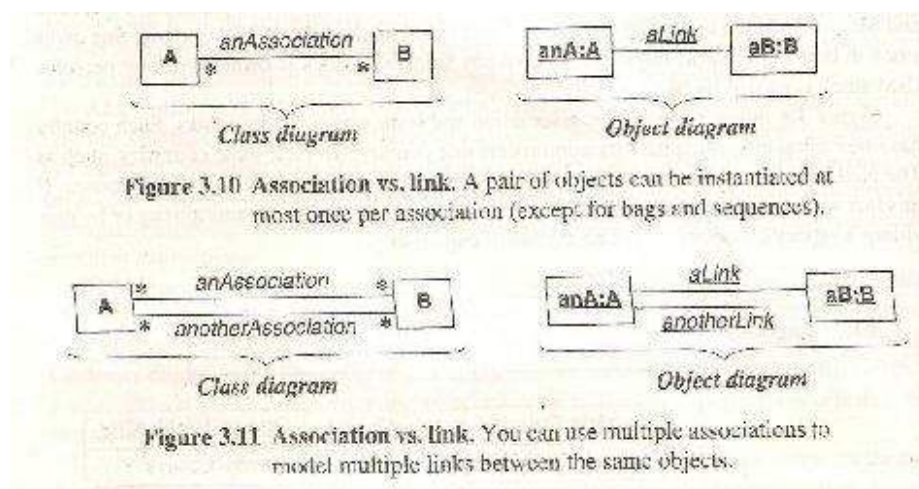 A anAssociation B anA:A aLink aB:B
* *
Class diagram Object diagram
Figure 3.10 Association vs. link. A pair of objects can be instantiated at
most once per association (except for bags and sequences).
A * anAssociation * B anA:A aLink aB:B
* anotherAssociation * anotherLink
Class diagram Object diagram
Figure 3.11 Association vs. link. You can use multiple associations to
model multiple links between the same objects.